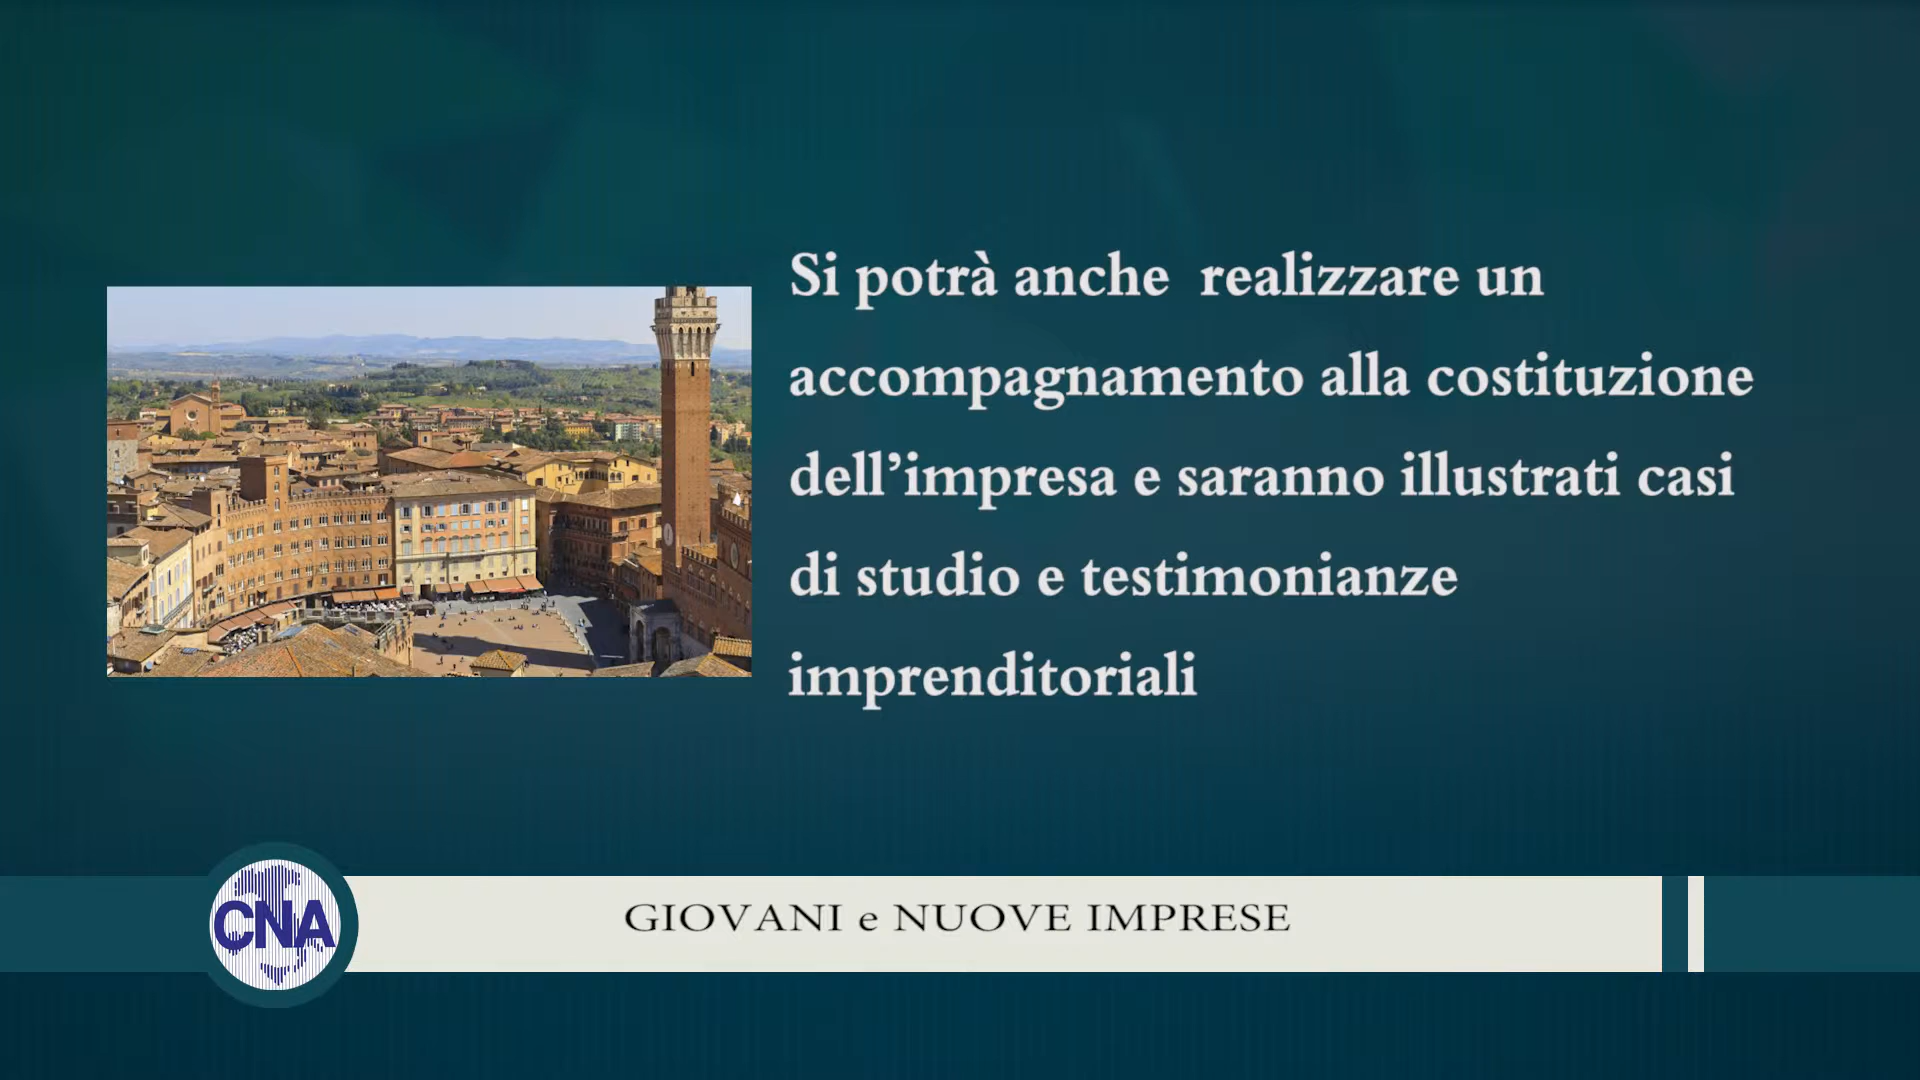 Si potrà anche  realizzare un
accompagnamento alla costituzione
dell’impresa e saranno illustrati casi
di studio e testimonianze
imprenditoriali
CNA
GIOVANI e NUOVE IMPRESE